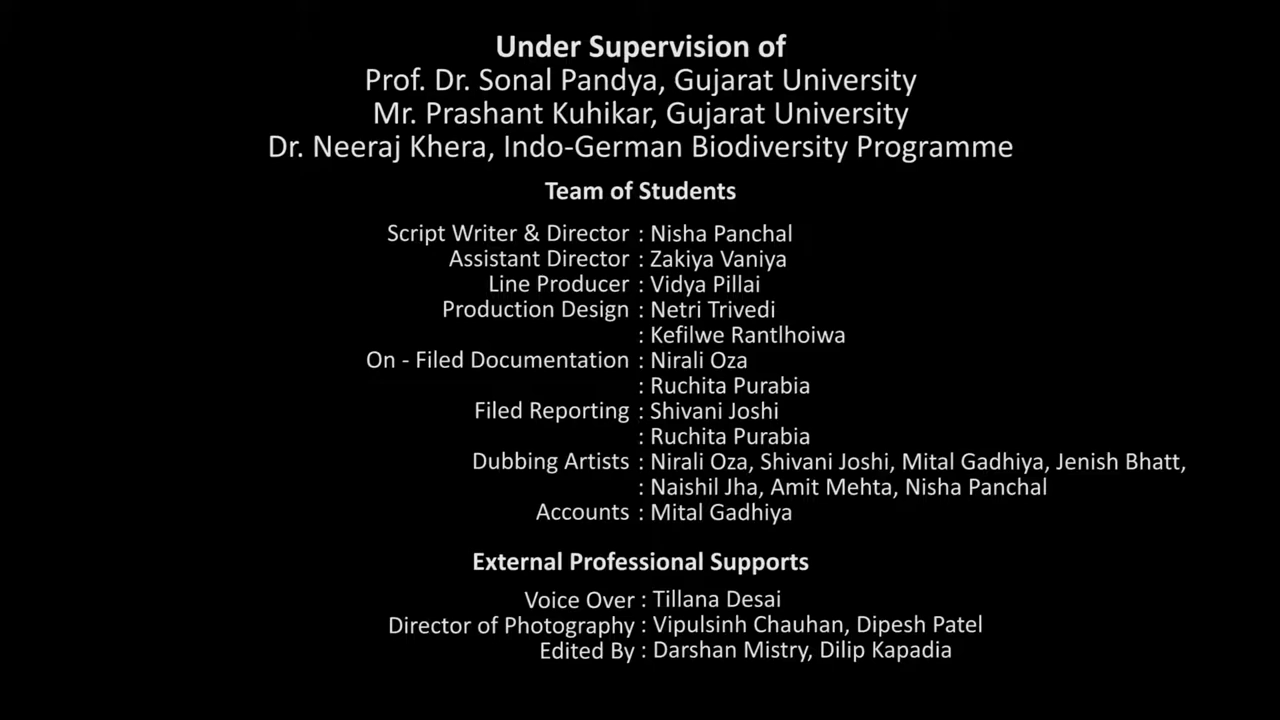 Under Supervision of
Prof. Dr. Sonal Pandya, Gujarat University
Mr. Prashant Kuhikar, Gujarat University
Dr. Neeraj Khera, Indo-German Biodiversity Programme
Team of Students
Script Writer & Director : Nisha Panchal
Assistant Director : Zakiya Vaniya
Line Producer : Vidya Pillai
Production Design : Netri Trivedi
: Kefilwe Rantlhoiwa
On - Filed Documentation : Nirali Oza
: Ruchita Purabia
Filed Reporting : Shivani Joshi
: Ruchita Purabia
Dubbing Artists : Nirali Oza, Shivani Joshi, Mital Gadhiya, Jenish Bhatt,
: Naishil Jha, Amit Mehta, Nisha Panchal
Accounts : Mital Gadhiya
External Professional Supports
Voice Over : Tillana Desai
Director of Photography : Vipulsinh Chauhan, Dipesh Patel
Edited By : Darshan Mistry, Dilip Kapadia